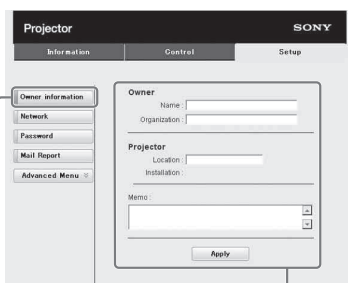 Projector SONY
Information Control Setup
Owner information
Network
Password
Mail Report
Advanced Menu
Owner
Name :
Organization :
Projector
Location :
Installation :
Memo :
Apply